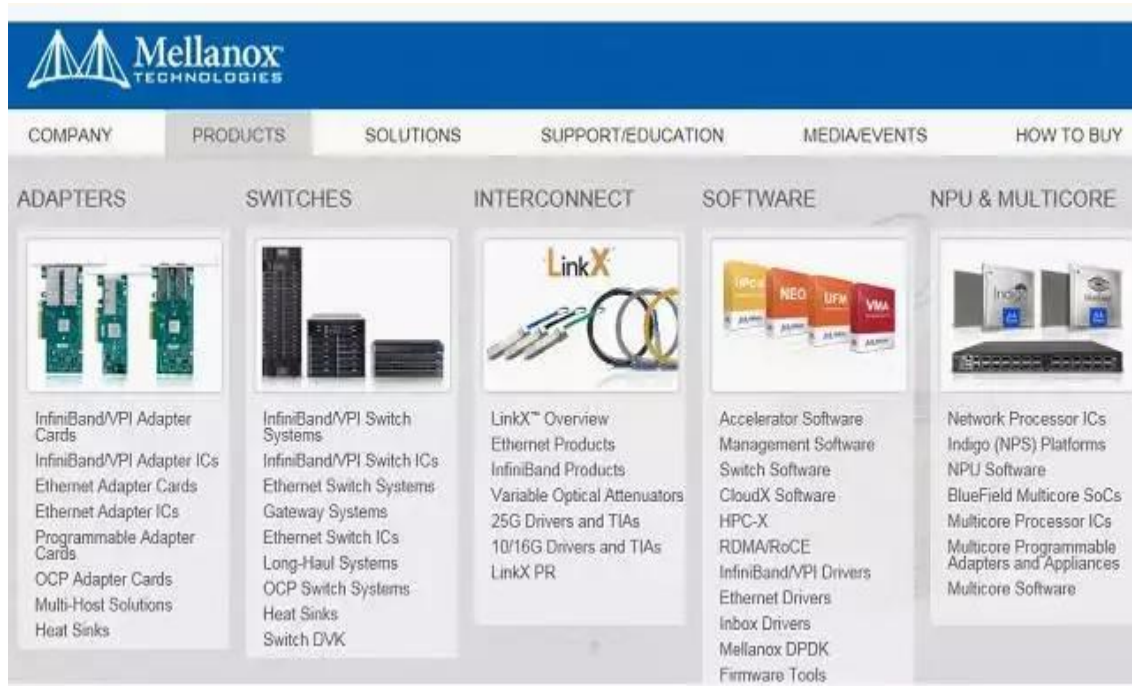 Mellanox
TECHNOLOGIES
COMPANY PRODUCTS SOLUTIONS SUPPORT/EDUCATION MEDIA/EVENTS HOW TO BUY
ADAPTERS
InfiniBand/VPI Adapter
Cards
InfiniBand/VPI Adapter ICs
Ethernet Adapter Cards
Ethernet Adapter ICs
Programmable Adapter
Cards
OCP Adapter Cards
Multi-Host Solutions
Heat Sinks
SWITCHES
InfiniBand/VPI Switch
Systems
InfiniBand/VPI Switch ICs
Ethernet Switch Systems
Gateway Systems
Ethernet Switch ICs
Long-Haul Systems
OCP Switch Systems
Heat Sinks
Switch DVK
INTERCONNECT
LinkX
LinkX™ Overview
Ethernet Products
InfiniBand Products
Variable Optical Attenuators
25G Drivers and TIAs
10/16G Drivers and TIAs
LinkX PR
SOFTWARE
NEO UFM VMA
Accelerator Software
Management Software
Switch Software
CloudX Software
HPC-X
RDMA/RoCE
InfiniBand/VPI Drivers
Ethernet Drivers
Inbox Drivers
Mellanox DPDK
Firmware Tools
NPU & MULTICORE
Indigo
Network Processor ICs
Indigo (NPS) Platforms
NPU Software
BlueField Multicore SoCs
Multicore Processor ICs
Multicore Programmable
Adapters and Appliances
Multicore Software